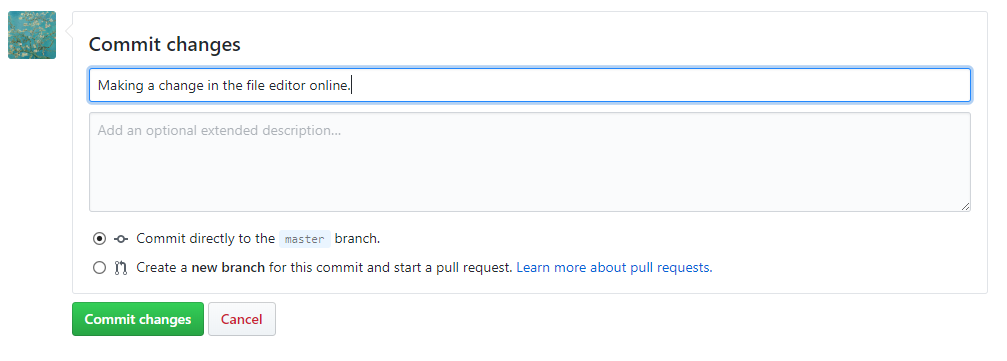 Commit changes
Making a change in the file editor online.
Add an optional extended description...
Commit directly to the master branch.
Create a new branch for this commit and start a pull request. Learn more about pull requests.
Commit changes Cancel